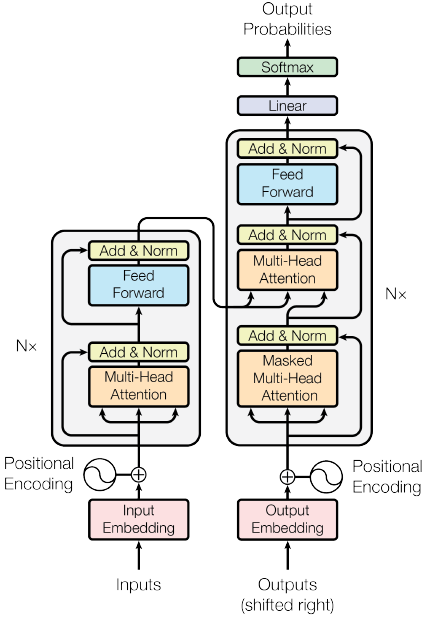 Output
Probabilities
Softmax
Linear
Add & Norm
Feed
Forward
Add & Norm
Multi-Head
Attention
Add & Norm
Masked
Multi-Head
Attention
N×
Positional
Encoding
Output
Embedding
Outputs
(shifted right)
Add & Norm
Feed
Forward
Add & Norm
Multi-Head
Attention
N×
Positional
Encoding
Input
Embedding
Inputs